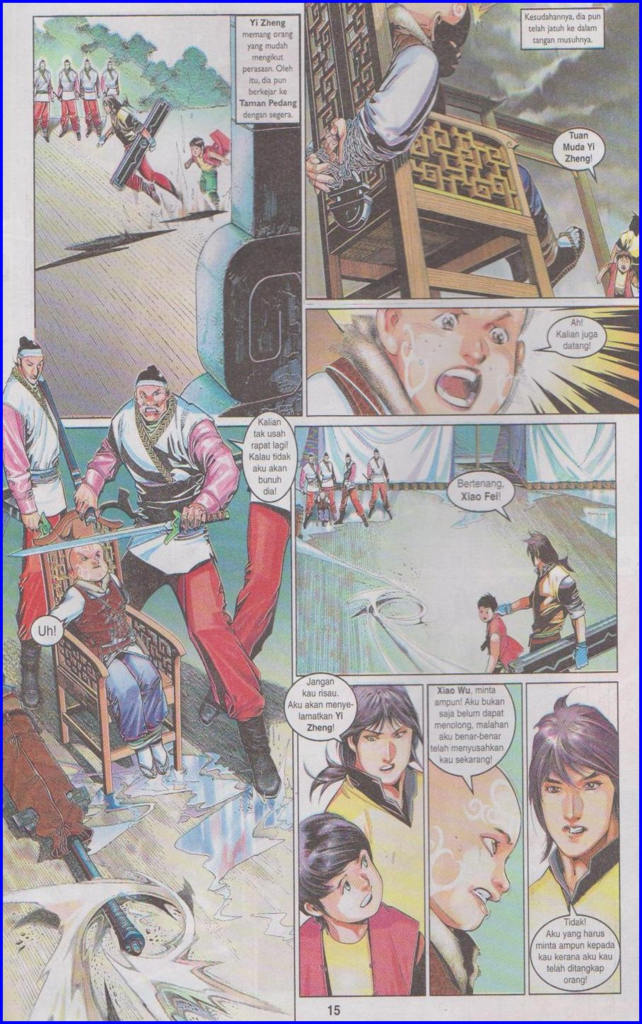 Yi Zheng
memang orang
yang mudah
mengikut
perasaan. Oleh
itu, dia pun
berkejar ke
Taman Pedang
dengan segera.
Kesudahannya, dia pun
telah jatuh ke dalam
tangan musuhnya.
Tuan
Muda Yi
Zheng!
Ah!
Kalian juga
datang!
Kalian
tak usah
rapat lagi!
Kalau tidak
aku akan
bunuh
dia!
Uh!
Bertenang,
Xiao Fei!
Jangan
kau risau.
Aku akan menye-
lamatkan Yi
Zheng!
Xiao Wu, minta
ampun! Aku bukan
saja belum dapat
menolong, malahan
aku benar-benar
telah menyusahkan
kau sekarang!
Tidak!
Aku yang harus
minta ampun kepada
kau kerana aku kau
telah ditangkap
orang!
15